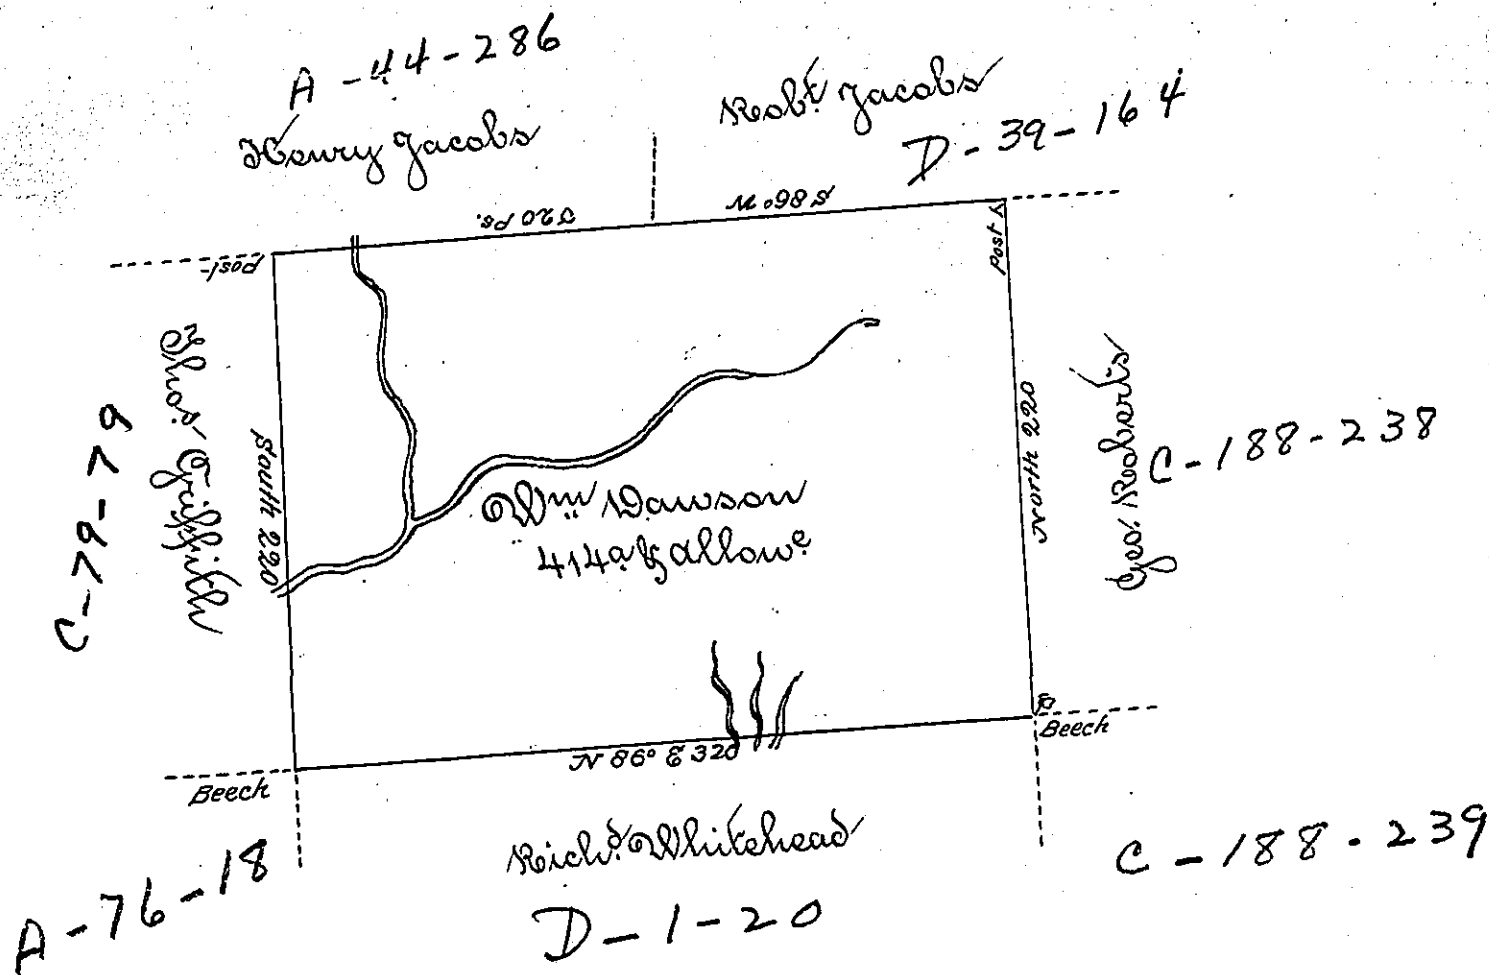 A-44-286
Henry Jacobs
Robt. Jacobs
D-39-164
320 Ps.
S 86° W
Post
Post
Thos. Griffith
C-79-79
South 220
North 220
Geo. Roberts
C-188-238
Wm Dawson
414a & allowe.
N 86° E 320
Beech
Beech
Richd. Whitehead
A-76-18
D-1-20
C-188-239